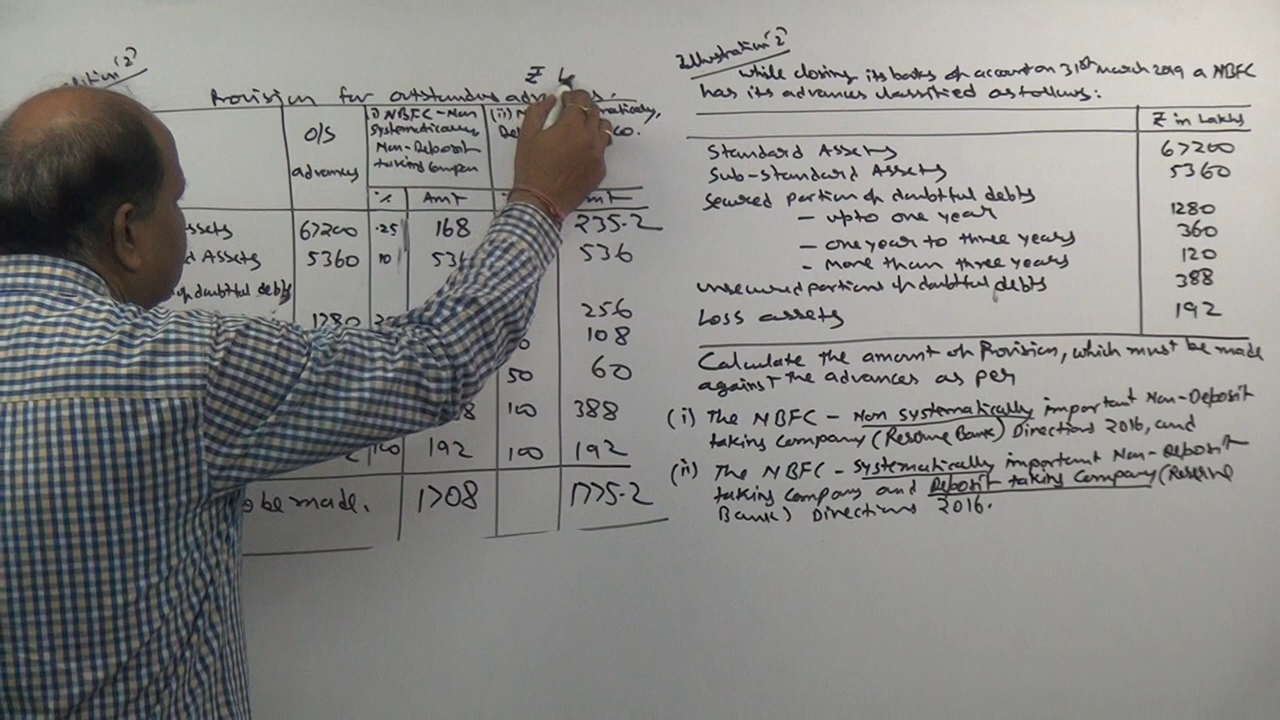 Illustration '2'
while closing its books of account on 31st March 2019 a NBFC
has its advances classified as follows:
₹ in Lakhs
Standard Assets 67200
Sub-standard Assets 5360
Secured portion of doubtful debts
- upto one year 1280
- one year to three years 360
- more than three years 120
unsecured portions of doubtful debts 388
Loss assets 192
Calculate the amount of Provision, which must be made
against the advances as per
(i) The NBFC - Non systematically important Non-Deposit
taking Company (Reserve Bank) Directions 2016, and
(ii) The NBFC - systematically important Non-Deposit
taking Company and Deposit taking Company (Reserve
Bank) Directions 2016.
'2'
₹
Provision for outstanding
O/S
advances
(i) NBFC - Non
systematically
Non-Deposit
taking
(ii)
co.
% Amt
67200 .25 168 235.2
Assets 5360 10 536
of doubtful debts
1280 256
108
50 60
100 388
192 100 192
be made. 1708 1775.2